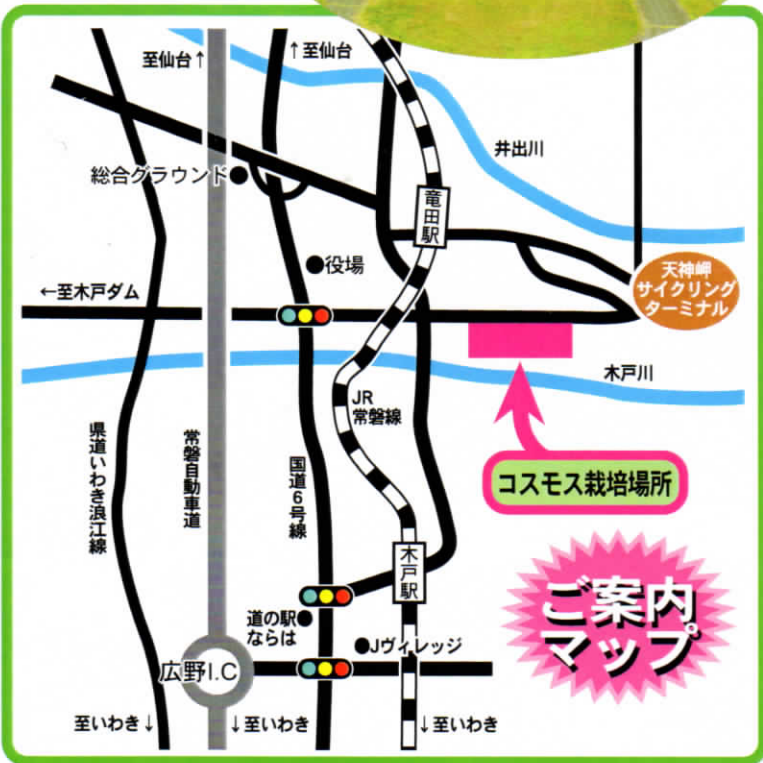 至仙台↑
↑至仙台
井出川
総合グラウンド
竜田駅
役場
天神岬
サイクリング
ターミナル
←至木戸ダム
木戸川
JR
常磐線
県道いわき浪江線
常磐自動車道
国道6号線
コスモス栽培場所
木戸駅
ご案内
マップ
道の駅
ならは
Jヴィレッジ
広野I.C
至いわき↓
↓至いわき
↓至いわき